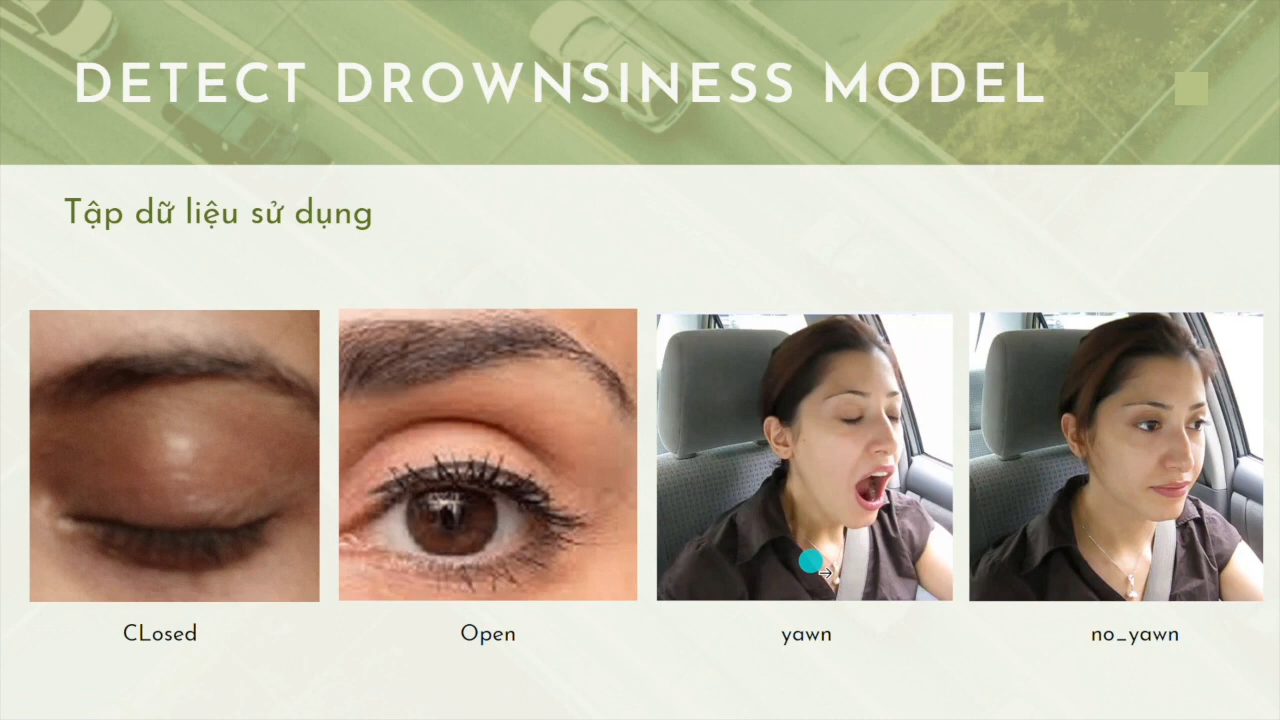 DETECT DROWNSINESS MODEL
Tập dữ liệu sử dụng
CLosed
Open
yawn
no_yawn